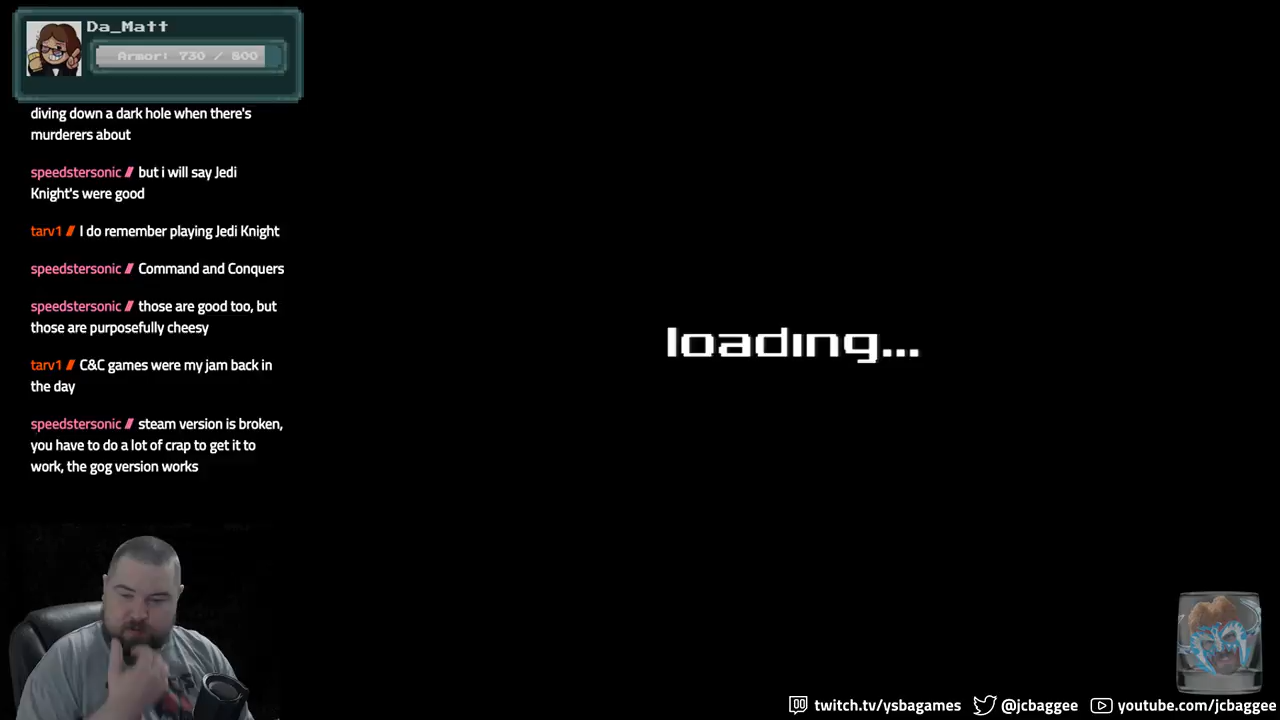 Da_Matt
Armor: 730 / 800
diving down a dark hole when there's
murderers about
speedstersonic // but i will say Jedi
Knight's were good
tarv1 // I do remember playing Jedi Knight
speedstersonic // Command and Conquers
speedstersonic // those are good too, but
those are purposefully cheesy
tarv1 // C&C games were my jam back in
the day
speedstersonic // steam version is broken,
you have to do a lot of crap to get it to
work, the gog version works
loading...
twitch.tv/ysbagames @jcbaggee youtube.com/jcbaggee